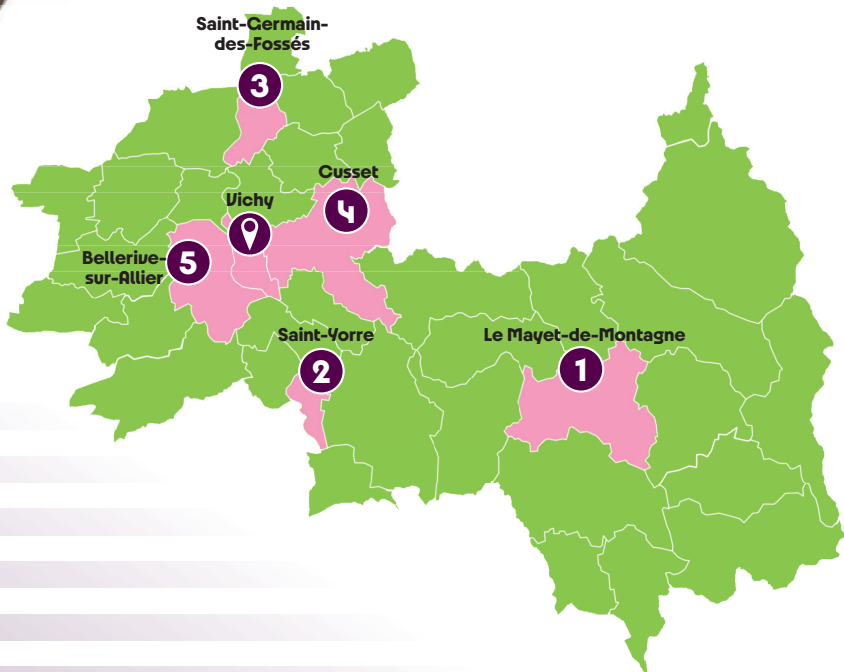 Saint-Germain-
des-Fossés
3
Cusset
4
Vichy
Bellerive-
sur-Allier
5
Saint-Yorre
2
Le Mayet-de-Montagne
1